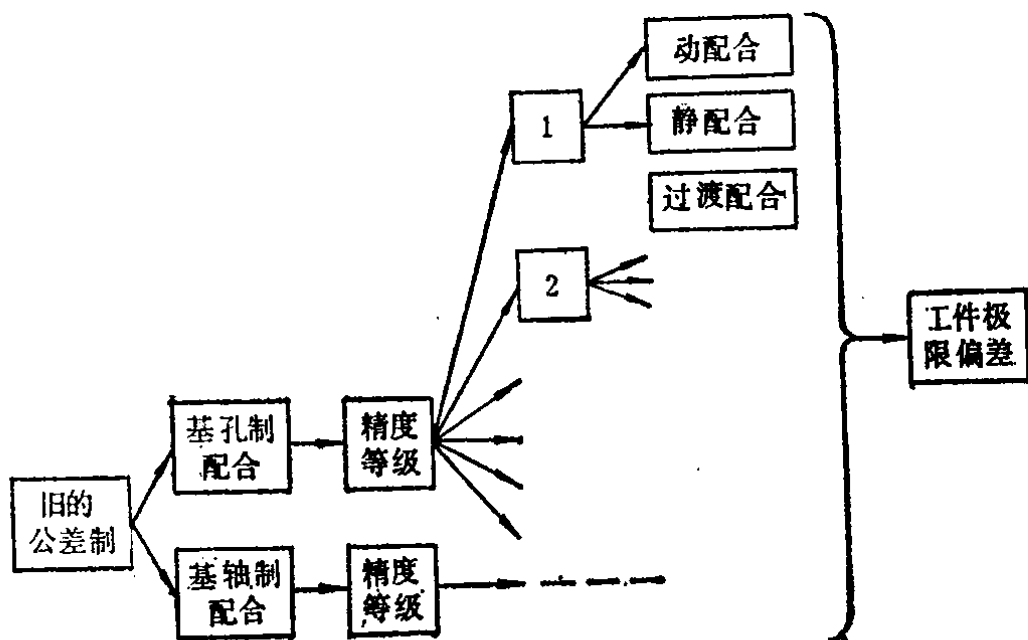 动配合
1
静配合
过渡配合
2
工件极
限偏差
基孔制
配合
精度
等级
旧的
公差制
基轴制
配合
精度
等级